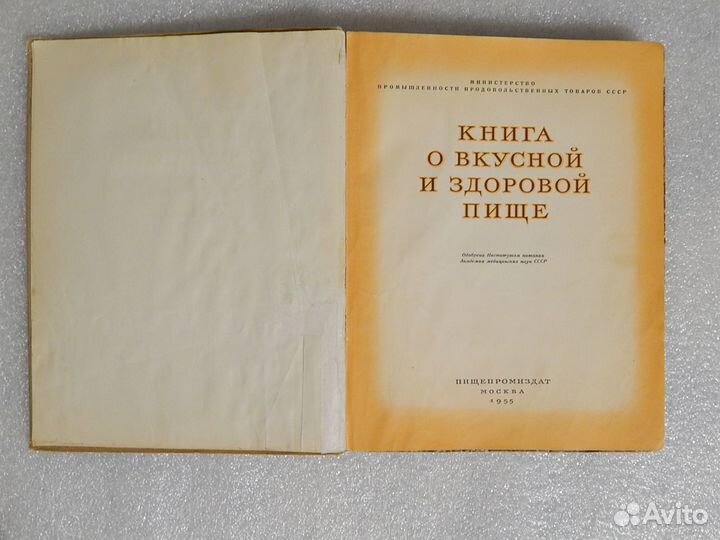 МИНИСТЕРСТВО
ПРОМЫШЛЕННОСТИ ПРОДОВОЛЬСТВЕННЫХ ТОВАРОВ СССР
КНИГА
О ВКУСНОЙ
И ЗДОРОВОЙ
ПИЩЕ
Одобрена Институтом питания
Академии медицинских наук СССР
ПИЩЕПРОМИЗДАТ
МОСКВА
1955
Avito